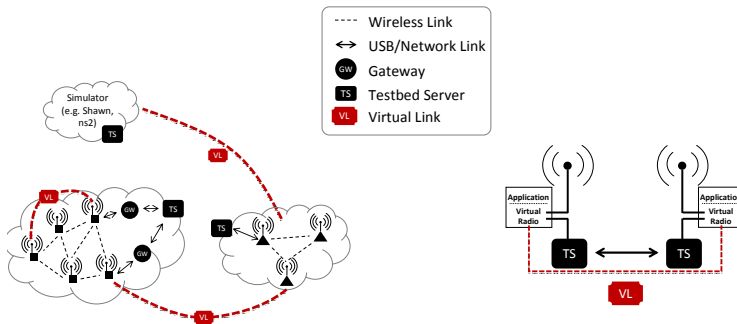 Wireless Link
USB/Network Link
GW
Gateway
TS
Testbed Server
VL
Virtual Link
Simulator
(e.g. Shawn,
ns2)
TS
VL
VL
GW
TS
GW
TS
VL
Application
Virtual
Radio
TS
Application
Virtual
Radio
TS
VL